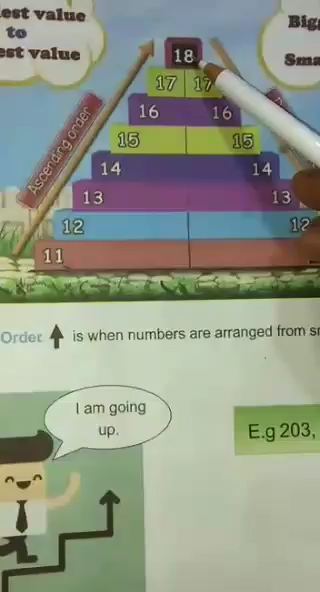 est value
to
est value
Big
Sma
18
17 17
16 16
15 15
14 14
13 13
12 12
11
Ascending order
Order ↑ is when numbers are arranged from sm
I am going
up.
E.g 203,